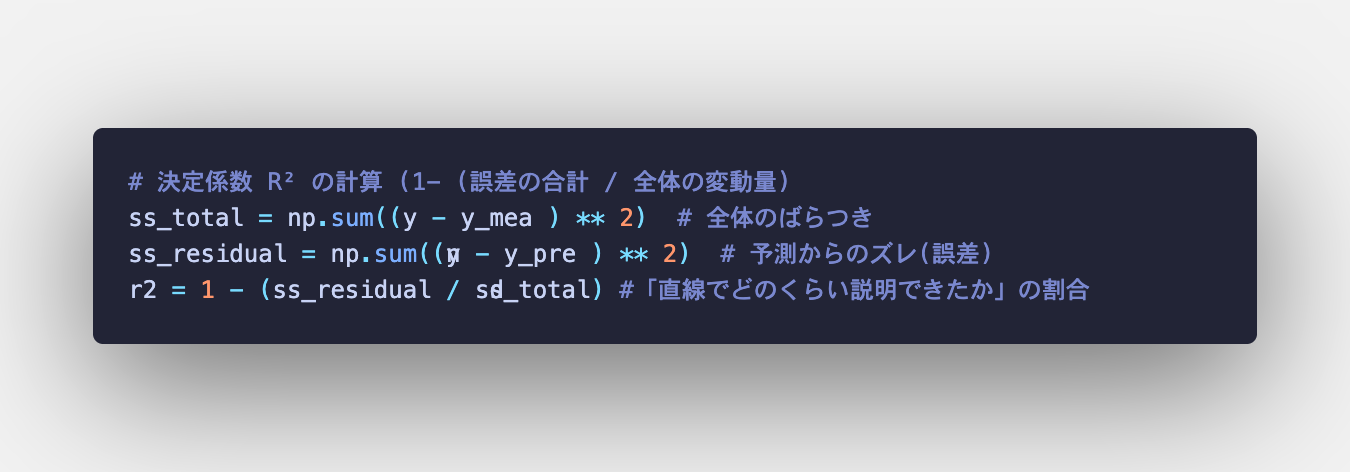 # 決定係数 R² の計算 (1- (誤差の合計 / 全体の変動量)
ss_total = np.sum((y - y_mea ) ** 2)  # 全体のばらつき
ss_residual = np.sum(( - y_pre ) ** 2)  # 予測からのズレ(誤差)
r2 = 1 - (ss_residual / ) #「直線でどのくらい説明できたか」の割合